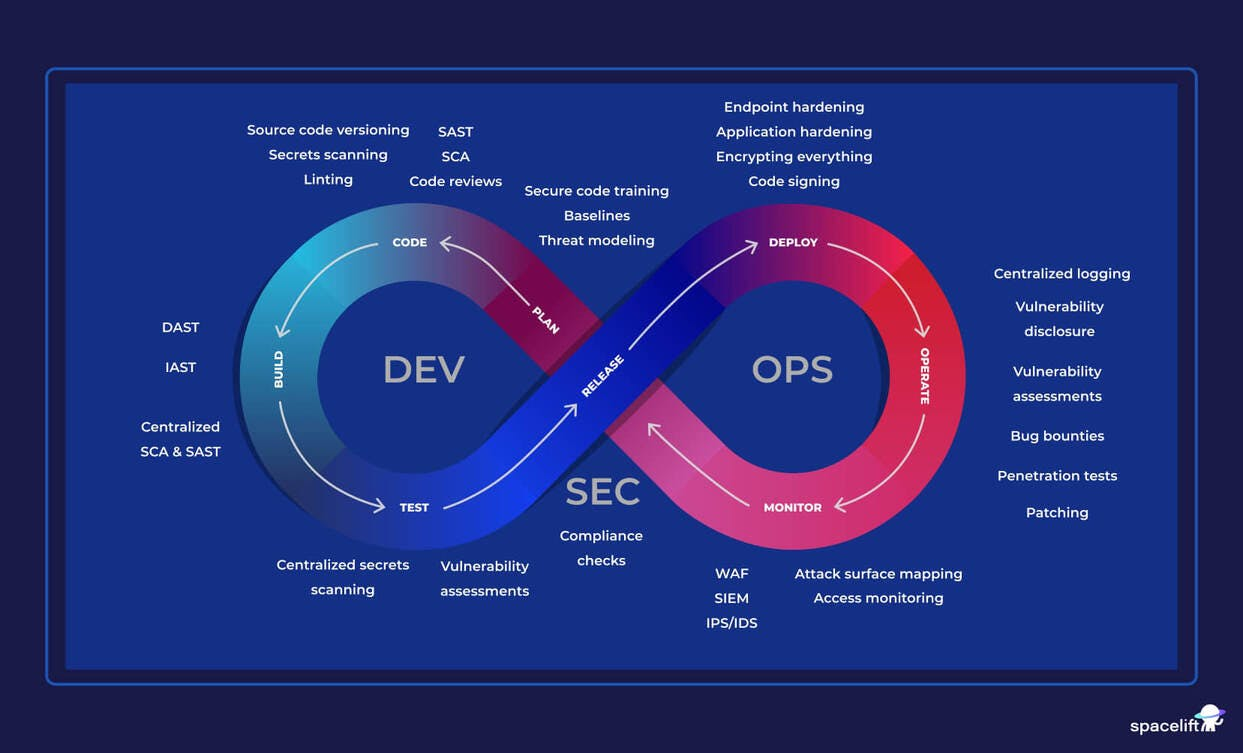 Source code versioning
Secrets scanning
Linting
SAST
SCA
Code reviews
Secure code training
Baselines
Threat modeling
Endpoint hardening
Application hardening
Encrypting everything
Code signing
CODE
PLAN
DEPLOY
DAST
IAST
Centralized
SCA & SAST
BUILD
DEV
RELEASE
OPS
OPERATE
Centralized logging
Vulnerability
disclosure
Vulnerability
assessments
Bug bounties
Penetration tests
Patching
TEST
SEC
MONITOR
Centralized secrets
scanning
Vulnerability
assessments
Compliance
checks
WAF
SIEM
IPS/IDS
Attack surface mapping
Access monitoring
spacelift